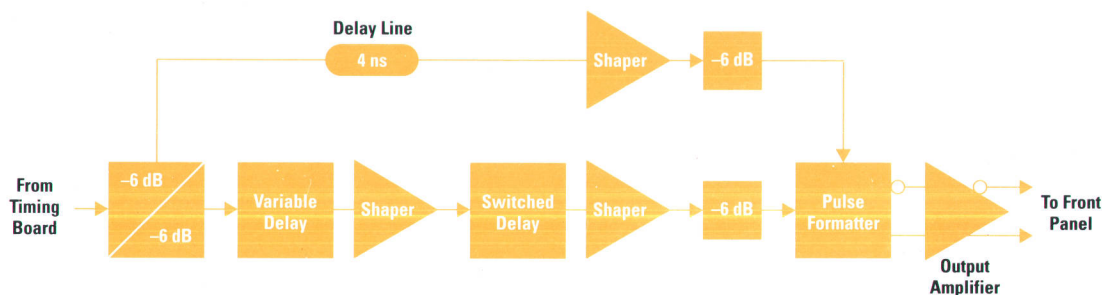 Delay Line
4 ns
Shaper
–6 dB
From
Timing
Board
–6 dB
–6 dB
Variable
Delay
Shaper
Switched
Delay
Shaper
–6 dB
Pulse
Formatter
Output
Amplifier
To Front
Panel